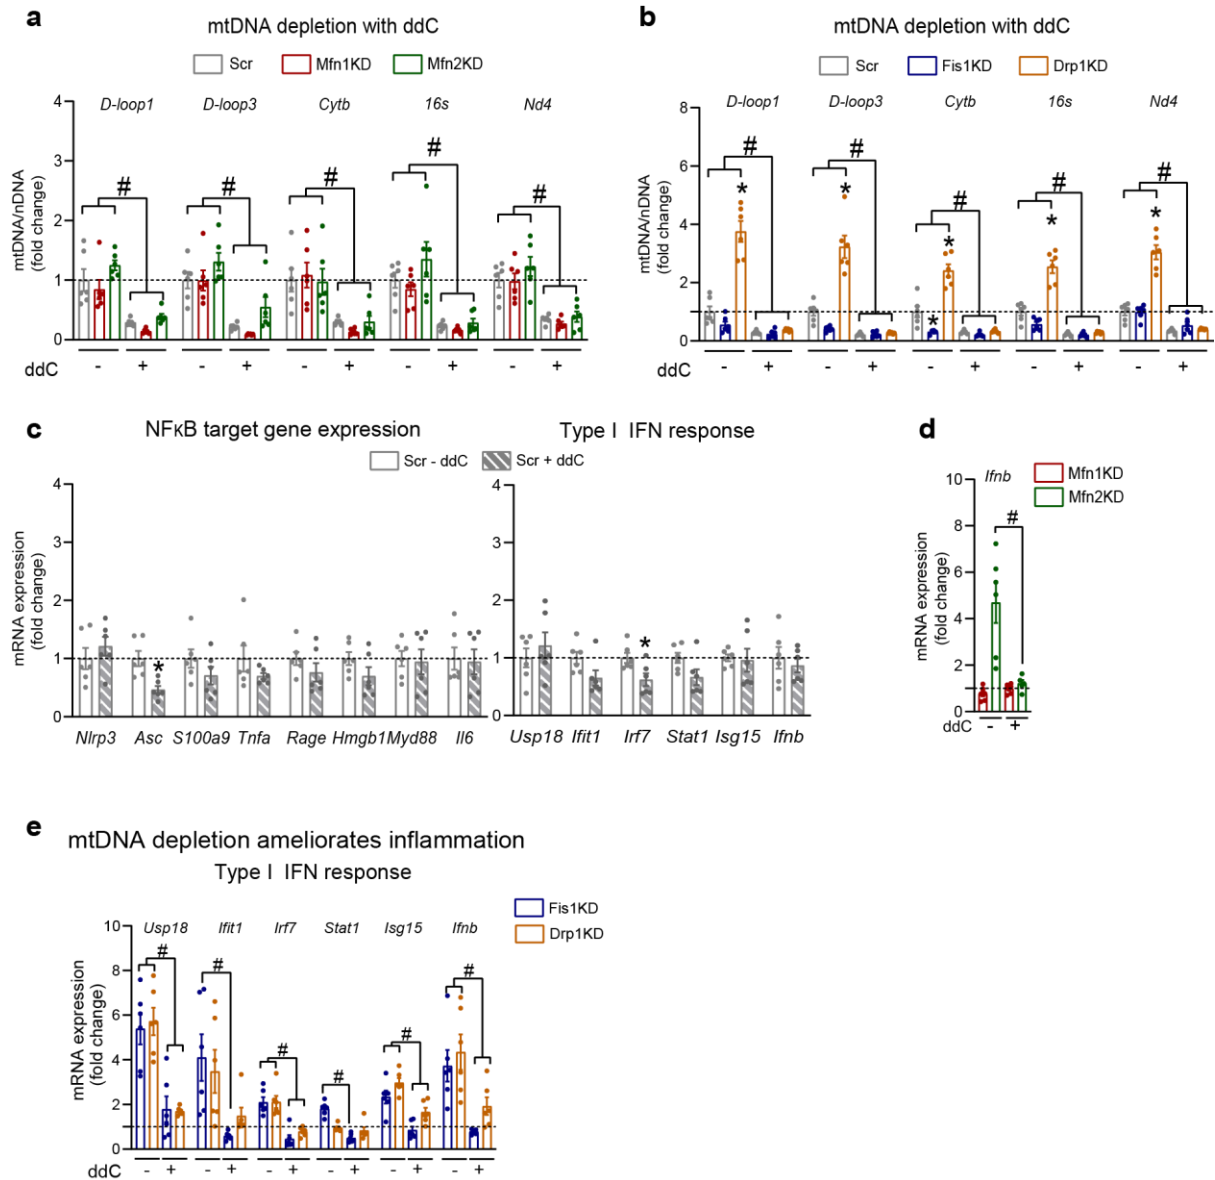 a
mtDNA depletion with ddC
Scr Mfn1KD Mfn2KD
mtDNA/nDNA
(fold change)
4
3
2
1
0
D-loop1 D-loop3 Cytb 16s Nd4
# # # # #
ddC - + - + - + - + - +
b
mtDNA depletion with ddC
Scr Fis1KD Drp1KD
mtDNA/nDNA
(fold change)
8
6
4
2
0
D-loop1 D-loop3 Cytb 16s Nd4
# # # # #
* * * * * *
ddC - + - + - + - + - +
c
NFκB target gene expression
Type I IFN response
Scr - ddC Scr + ddC
mRNA expression
(fold change)
4
3
2
1
0
*
Nlrp3 Asc S100a9 Tnfa Rage Hmgb1 Myd88 Il6
4
3
2
1
0
*
Usp18 Ifit1 Irf7 Stat1 Isg15 Ifnb
d
Ifnb
Mfn1KD
Mfn2KD
mRNA expression
(fold change)
10
8
6
4
2
1
0
#
ddC - +
e
mtDNA depletion ameliorates inflammation
Type I IFN response
Fis1KD
Drp1KD
mRNA expression
(fold change)
10
8
6
4
2
0
Usp18 Ifit1 Irf7 Stat1 Isg15 Ifnb
# # # # # #
ddC - + - + - + - + - + - +